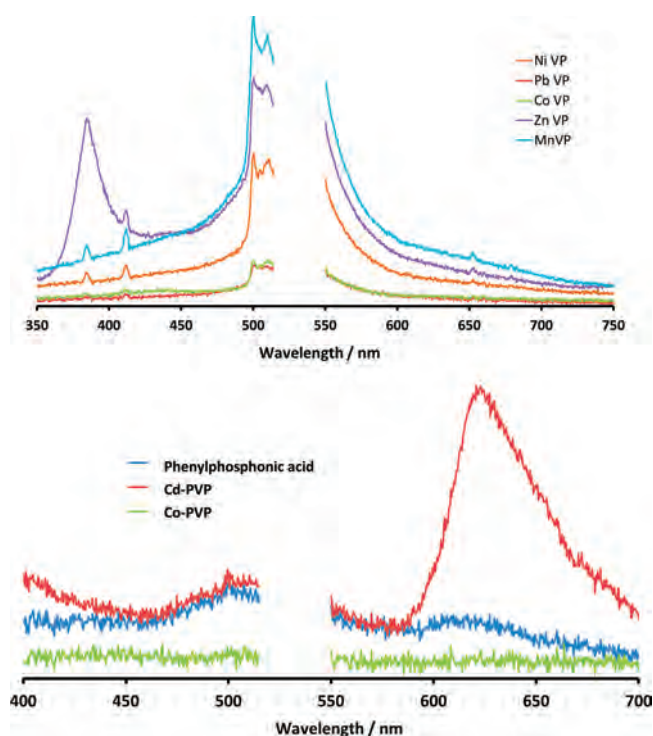 Ni VP
Pb VP
Co VP
Zn VP
MnVP
350 400 450 500 550 600 650 700 750
Wavelength / nm
Phenylphosphonic acid
Cd-PVP
Co-PVP
400 450 500 550 600 650 700
Wavelength / nm